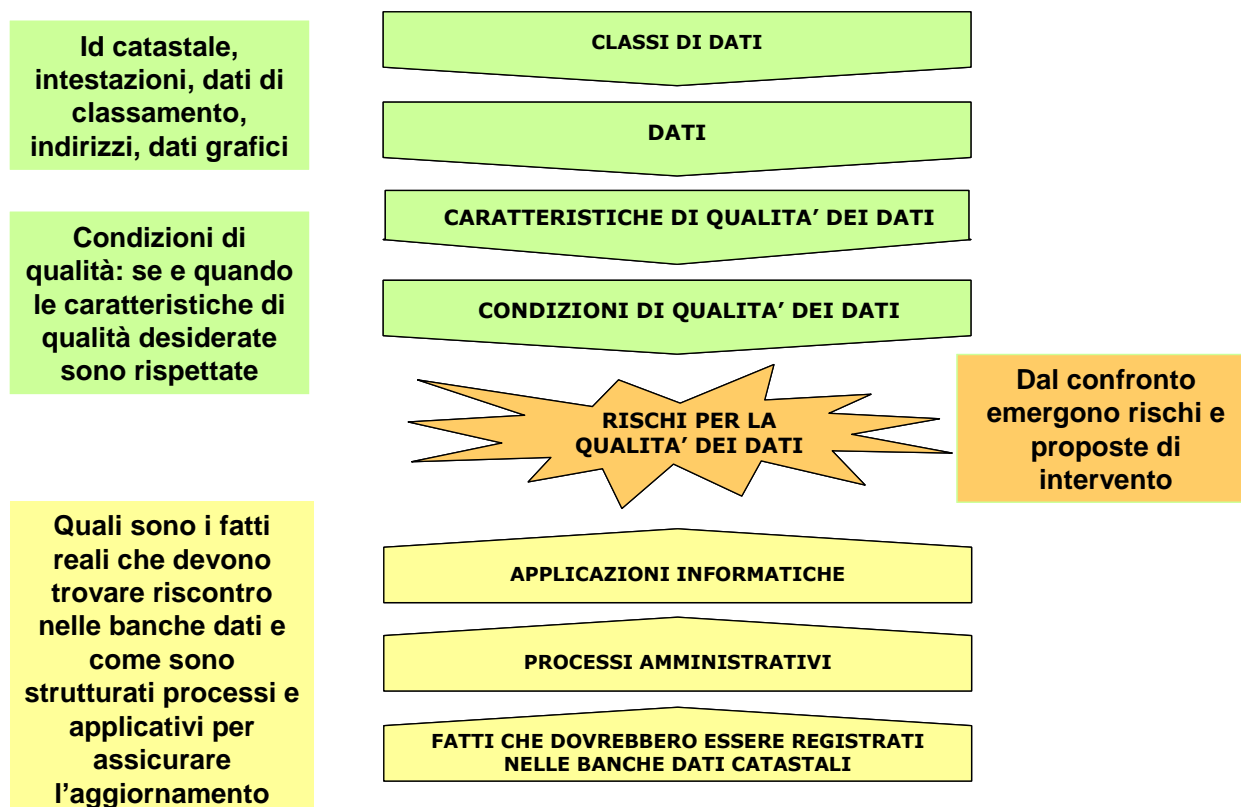 Id catastale,
intestazioni, dati di
classamento,
indirizzi, dati grafici
CLASSI DI DATI
DATI
CARATTERISTICHE DI QUALITA’ DEI DATI
Condizioni di
qualità: se e quando
le caratteristiche di
qualità desiderate
sono rispettate
CONDIZIONI DI QUALITA’ DEI DATI
RISCHI PER LA
QUALITA’ DEI DATI
Dal confronto
emergono rischi e
proposte di
intervento
Quali sono i fatti
reali che devono
trovare riscontro
nelle banche dati e
come sono
strutturati processi e
applicativi per
assicurare
l’aggiornamento
APPLICAZIONI INFORMATICHE
PROCESSI AMMINISTRATIVI
FATTI CHE DOVREBBERO ESSERE REGISTRATI
NELLE BANCHE DATI CATASTALI